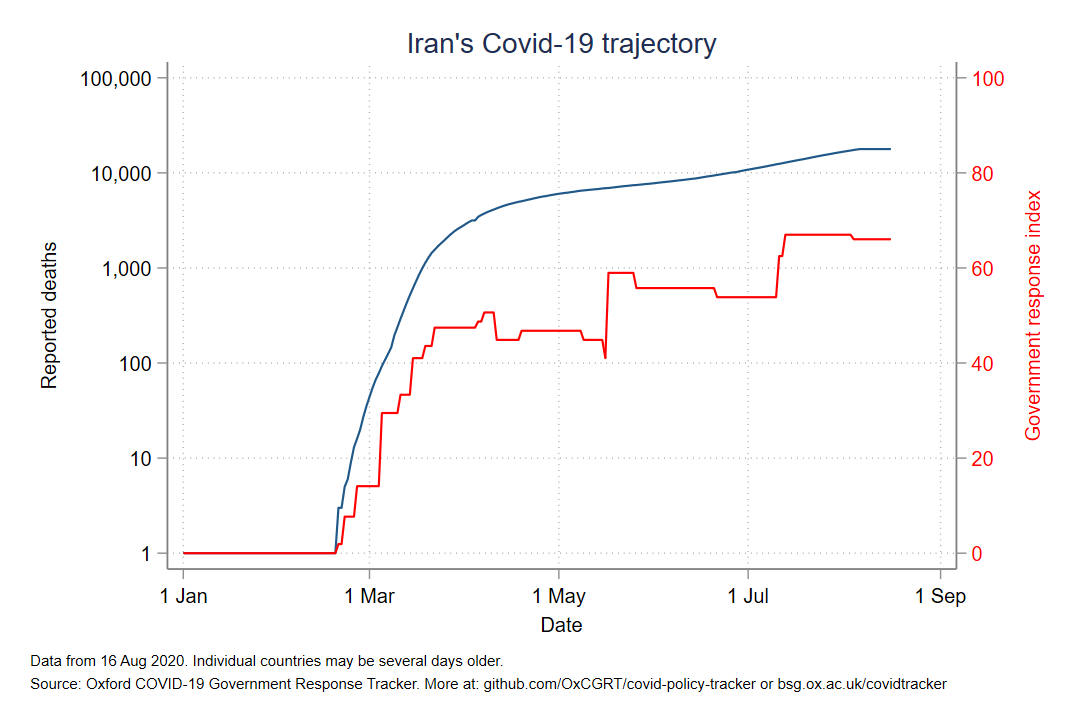 Iran's Covid-19 trajectory
100,000
10,000
1,000
100
10
1
Reported deaths
100
80
60
40
20
0
Government response index
1 Jan
1 Mar
1 May
1 Jul
1 Sep
Date
Data from 16 Aug 2020. Individual countries may be several days older.
Source: Oxford COVID-19 Government Response Tracker. More at: github.com/OxCGRT/covid-policy-tracker or bsg.ox.ac.uk/covidtracker